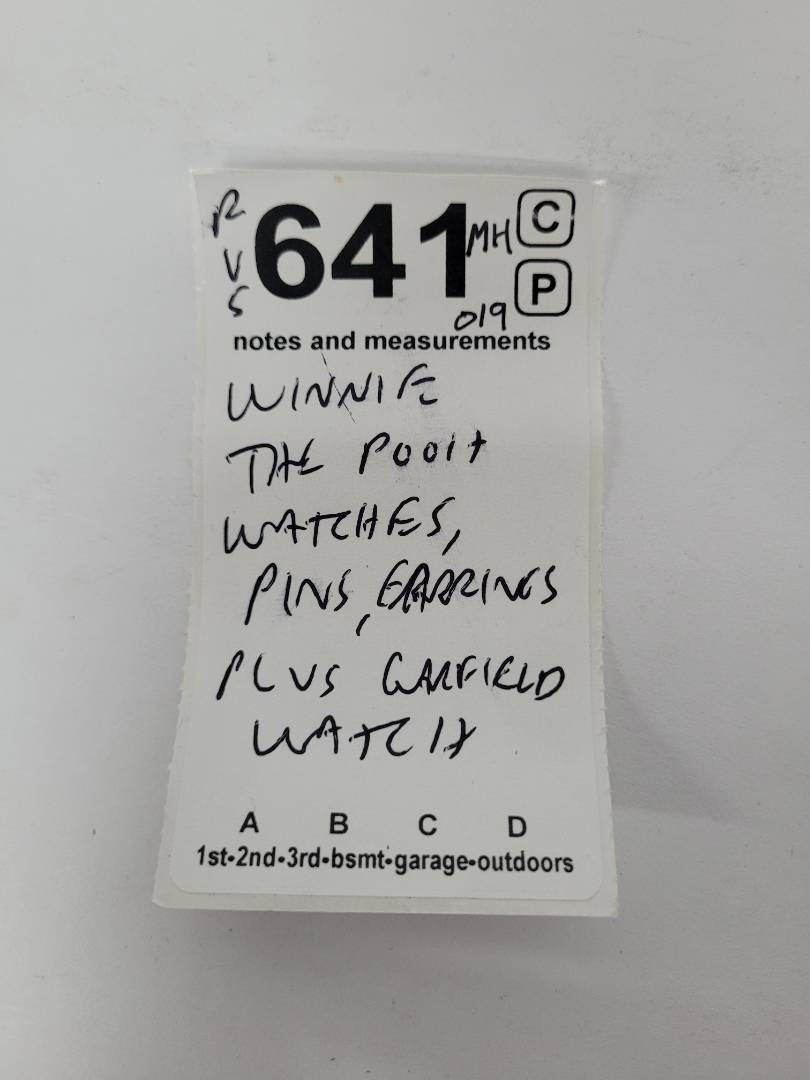 RVS
641
MH
C
P
019
notes and measurements
WINNIE
THE POOH
WATCHES,
PINS, EARRINGS
PLUS GARFIELD
WATCH
A B C D
1st-2nd-3rd-bsmt-garage-outdoors